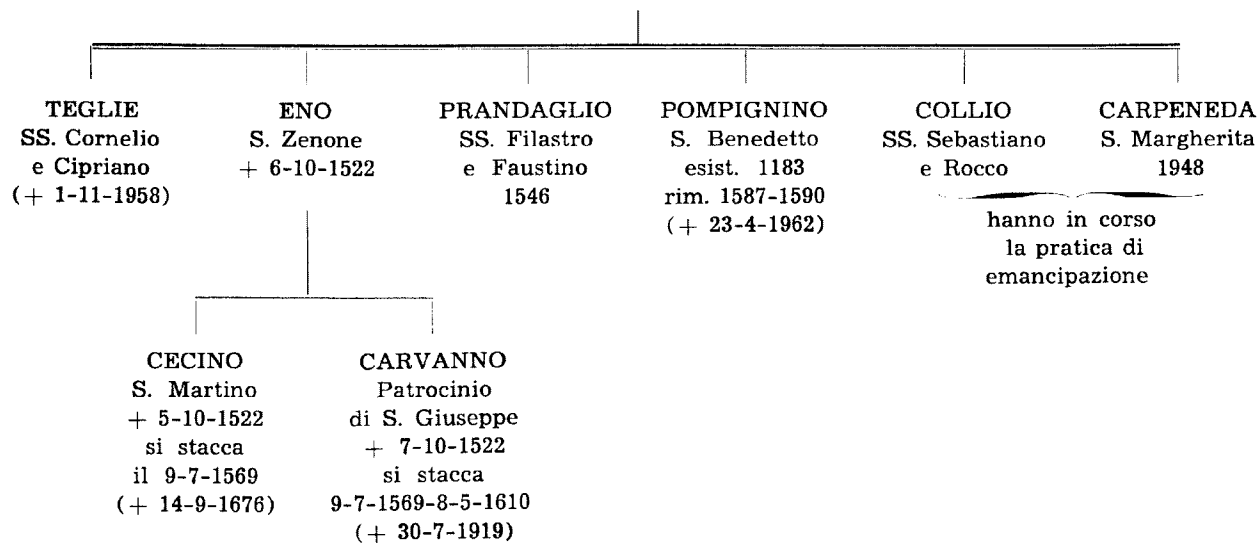 TEGLIE
SS. Cornelio
e Cipriano
(+ 1-11-1958)
ENO
S. Zenone
+ 6-10-1522
PRANDAGLIO
SS. Filastro
e Faustino
1546
POMPIGNINO
S. Benedetto
esist. 1183
rim. 1587-1590
(+ 23-4-1962)
COLLIO
SS. Sebastiano
e Rocco
CARPENEDA
S. Margherita
1948
hanno in corso
la pratica di
emancipazione
CECINO
S. Martino
+ 5-10-1522
si stacca
il 9-7-1569
(+ 14-9-1676)
CARVANNO
Patrocinio
di S. Giuseppe
+ 7-10-1522
si stacca
9-7-1569-8-5-1610
(+ 30-7-1919)